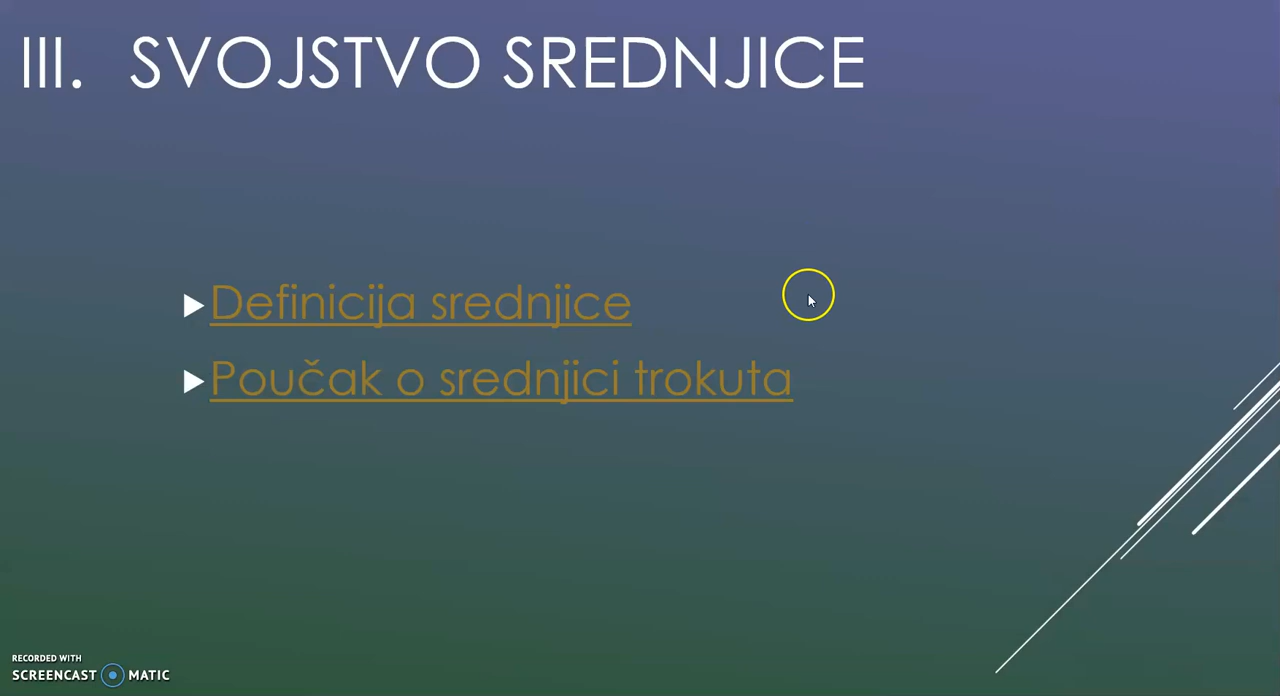 III. SVOJSTVO SREDNJICE
Definicija srednjice
Poučak o srednjici trokuta
RECORDED WITH
SCREENCAST MATIC